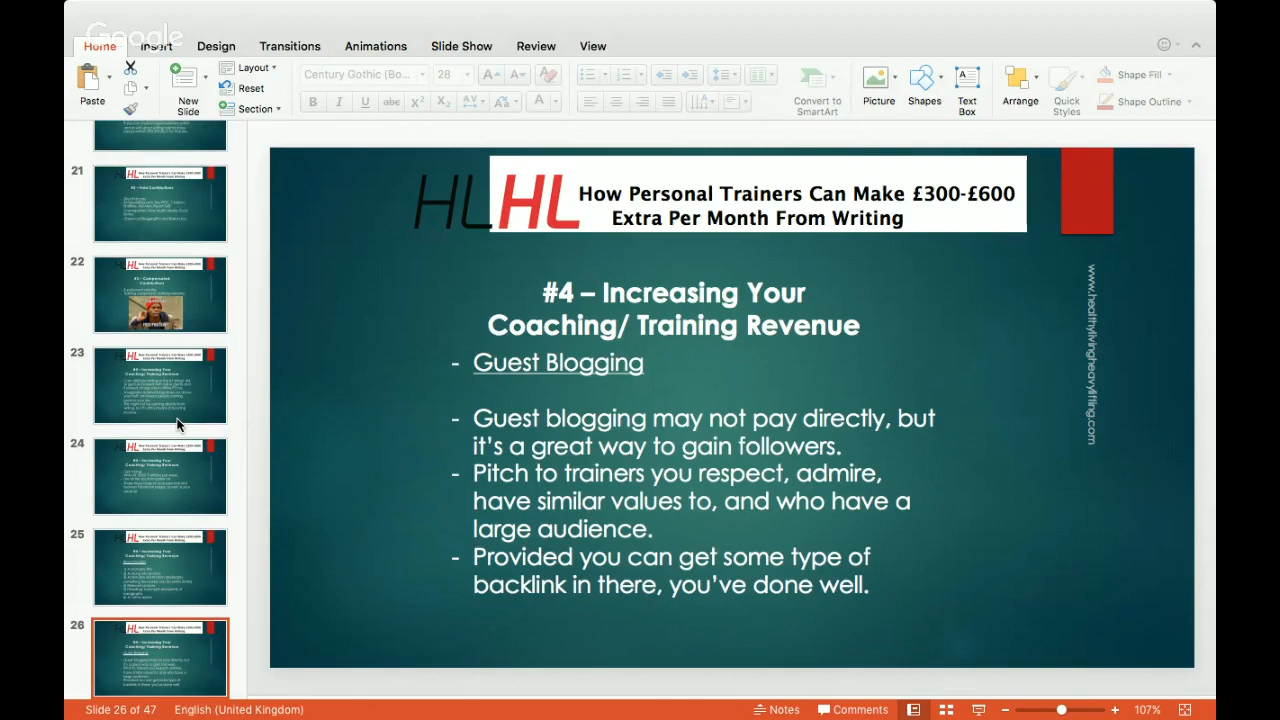 Google
Home Insert Design Transitions Animations Slide Show Review View
Paste
New Slide
Layout
Reset
Section
Century Gothic (Bo... 28
B I U abc X² X₂
Convert to SmartArt
Picture
Shapes
Text Box
Arrange
Quick Styles
Shape Fill
Shape Outline
21
22
23
24
25
26
HL HL How Personal Trainers Can Make £300-£600
Extra Per Month From Writing
#4 – Increasing Your
Coaching/ Training Revenue
- Guest Blogging
- Guest blogging may not pay directly, but
it's a great way to gain followers.
- Pitch to trainers you respect, admire,
have similar values to, and who have a
large audience.
- Provided you can get some type of
backlink in there, you've done well.
www.healthylivingheavylifting.com
Slide 26 of 47 English (United Kingdom) Notes Comments 107%